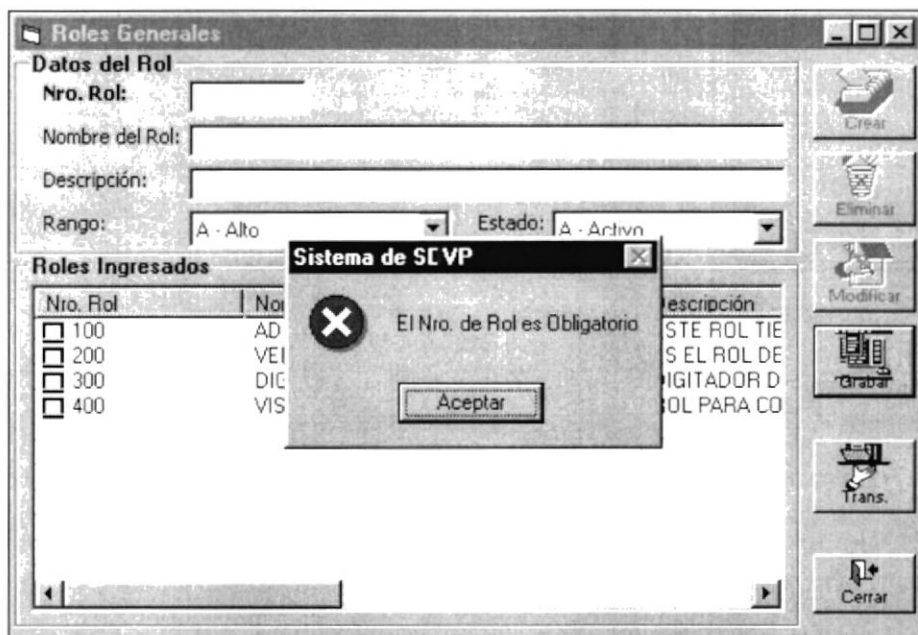 Roles Generales
Datos del Rol
Nro. Rol:
Nombre del Rol:
Descripción:
Rango: A - Alto Estado: A - Activo
Crear
Eliminar
Modificar
Grabar
Trans.
Cerrar
Roles Ingresados
Nro. Rol Descripción
100 AD STE ROL TIE
200 VEI S EL ROL DE
300 DIG IGITADOR D
400 VIS OL PARA CO
Sistema de SCVP
El Nro. de Rol es Obligatorio
Aceptar